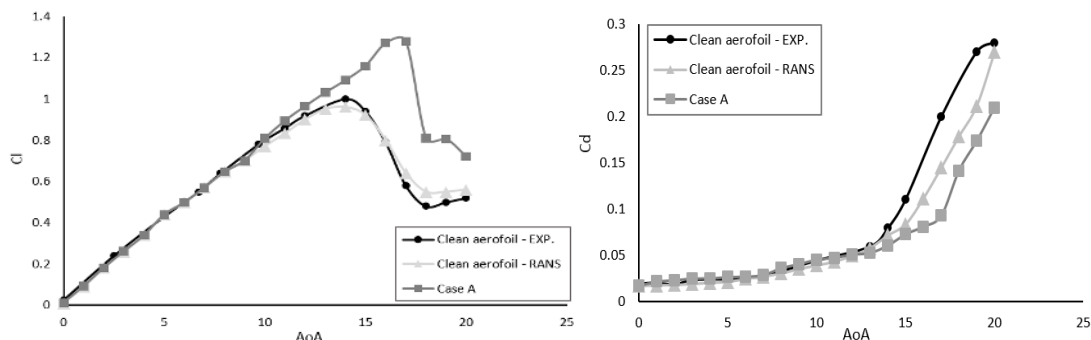 1.4
1.2
1
0.8
0.6
0.4
0.2
0
Cl
0 5 10 15 20 25
AoA
Clean aerofoil - EXP.
Clean aerofoil - RANS
Case A
0.3
0.25
0.2
0.15
0.1
0.05
0
Cd
0 5 10 15 20 25
AoA
Clean aerofoil - EXP.
Clean aerofoil - RANS
Case A